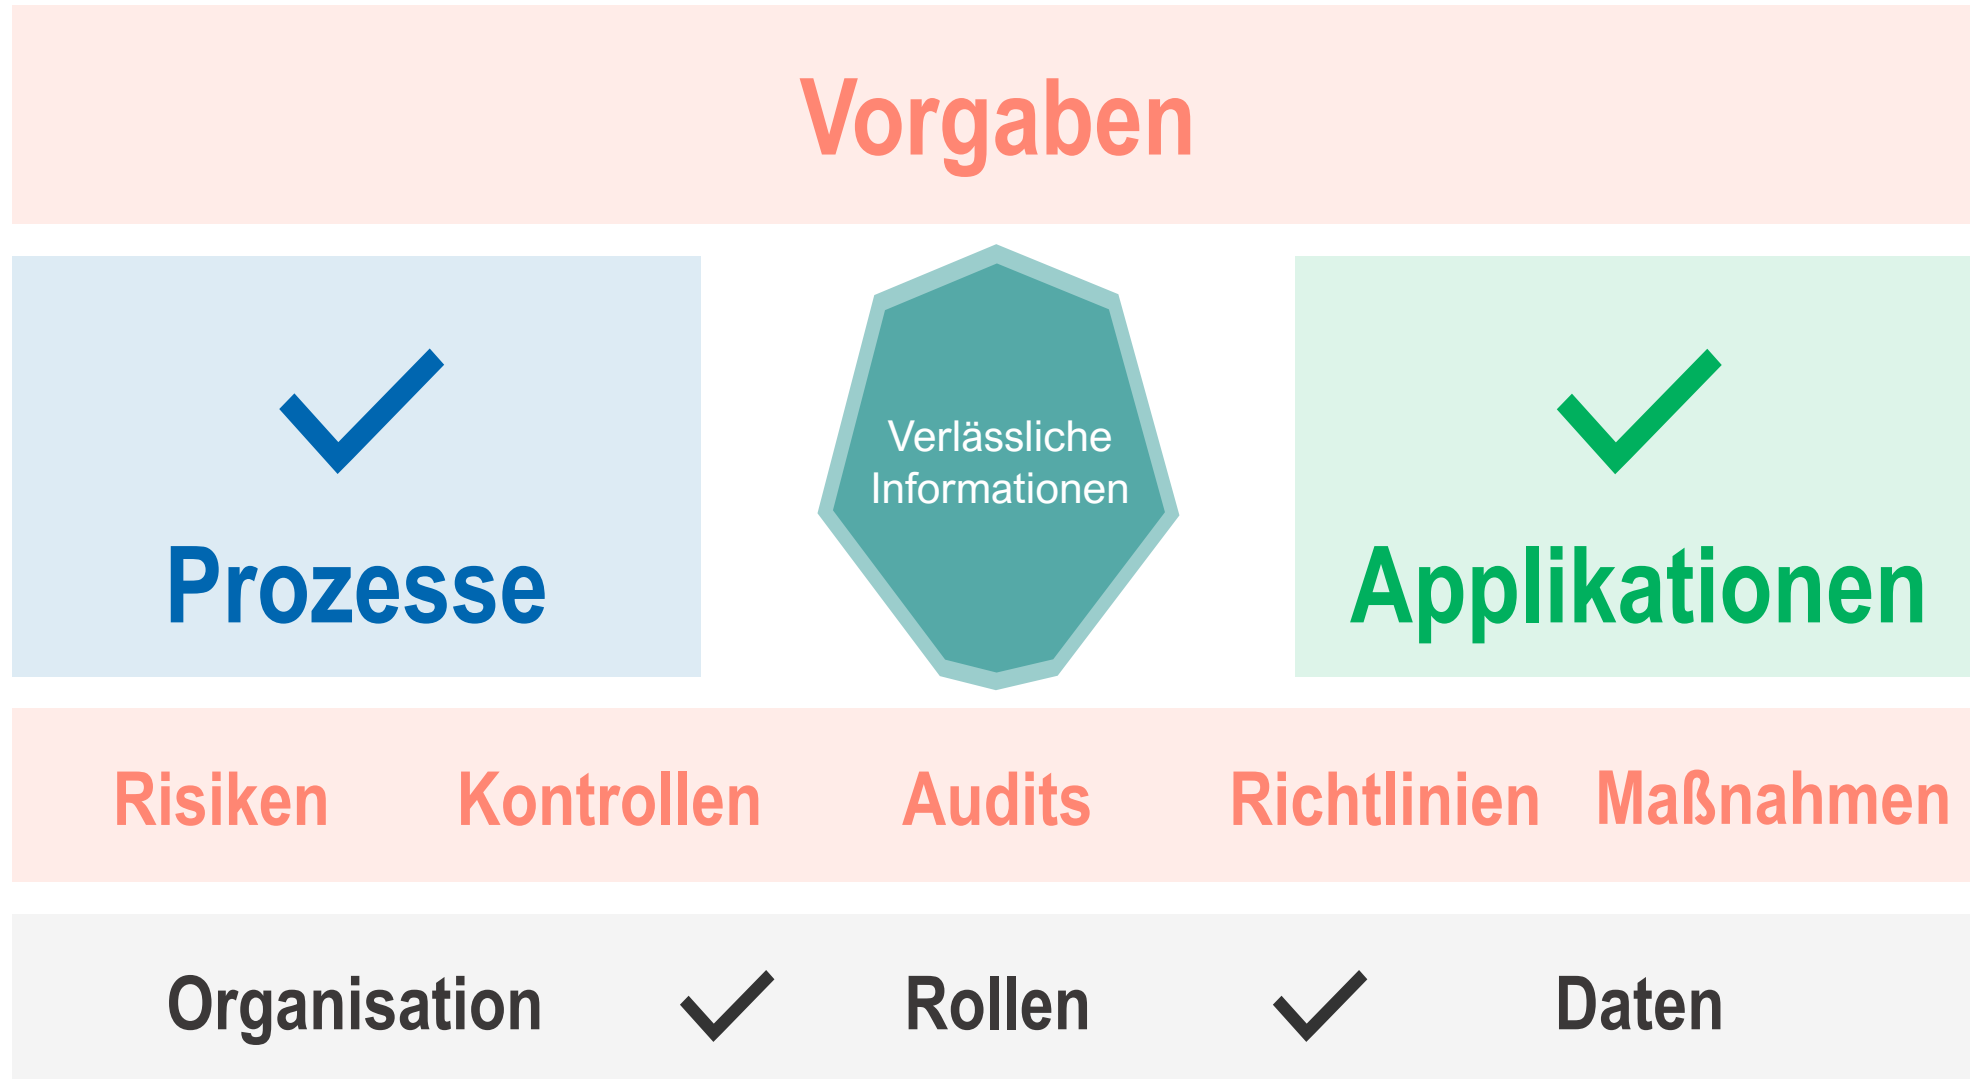 Vorgaben
Prozesse
Verlässliche
Informationen
Applikationen
Risiken Kontrollen Audits Richtlinien Maßnahmen
Organisation Rollen Daten